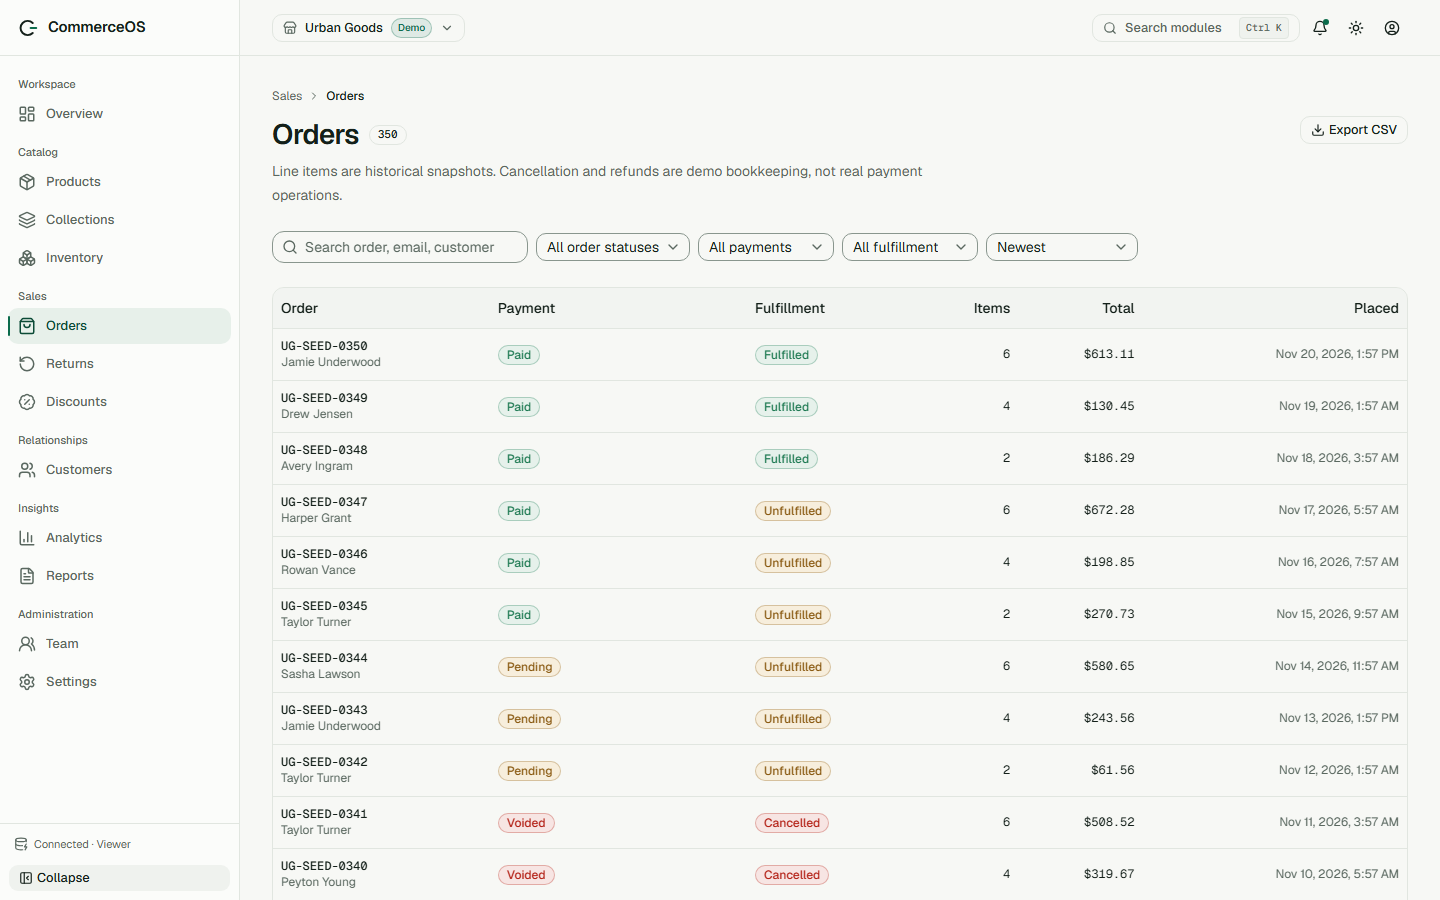 CommerceOS
Urban Goods Demo
Search modules Ctrl K
Workspace
Overview
Catalog
Products
Collections
Inventory
Sales
Orders
Returns
Discounts
Relationships
Customers
Insights
Analytics
Reports
Administration
Team
Settings
Connected · Viewer
Collapse
Sales > Orders
Orders 350
Export CSV
Line items are historical snapshots. Cancellation and refunds are demo bookkeeping, not real payment
operations.
Search order, email, customer All order statuses All payments All fulfillment Newest
Order Payment Fulfillment Items Total Placed
UG-SEED-0350
Jamie Underwood Paid Fulfilled 6 $613.11 Nov 20, 2026, 1:57 PM
UG-SEED-0349
Drew Jensen Paid Fulfilled 4 $130.45 Nov 19, 2026, 1:57 AM
UG-SEED-0348
Avery Ingram Paid Fulfilled 2 $186.29 Nov 18, 2026, 3:57 AM
UG-SEED-0347
Harper Grant Paid Unfulfilled 6 $672.28 Nov 17, 2026, 5:57 AM
UG-SEED-0346
Rowan Vance Paid Unfulfilled 4 $198.85 Nov 16, 2026, 7:57 AM
UG-SEED-0345
Taylor Turner Paid Unfulfilled 2 $270.73 Nov 15, 2026, 9:57 AM
UG-SEED-0344
Sasha Lawson Pending Unfulfilled 6 $580.65 Nov 14, 2026, 11:57 AM
UG-SEED-0343
Jamie Underwood Pending Unfulfilled 4 $243.56 Nov 13, 2026, 1:57 PM
UG-SEED-0342
Taylor Turner Pending Unfulfilled 2 $61.56 Nov 12, 2026, 1:57 AM
UG-SEED-0341
Taylor Turner Voided Cancelled 6 $508.52 Nov 11, 2026, 3:57 AM
UG-SEED-0340
Peyton Young Voided Cancelled 4 $319.67 Nov 10, 2026, 5:57 AM